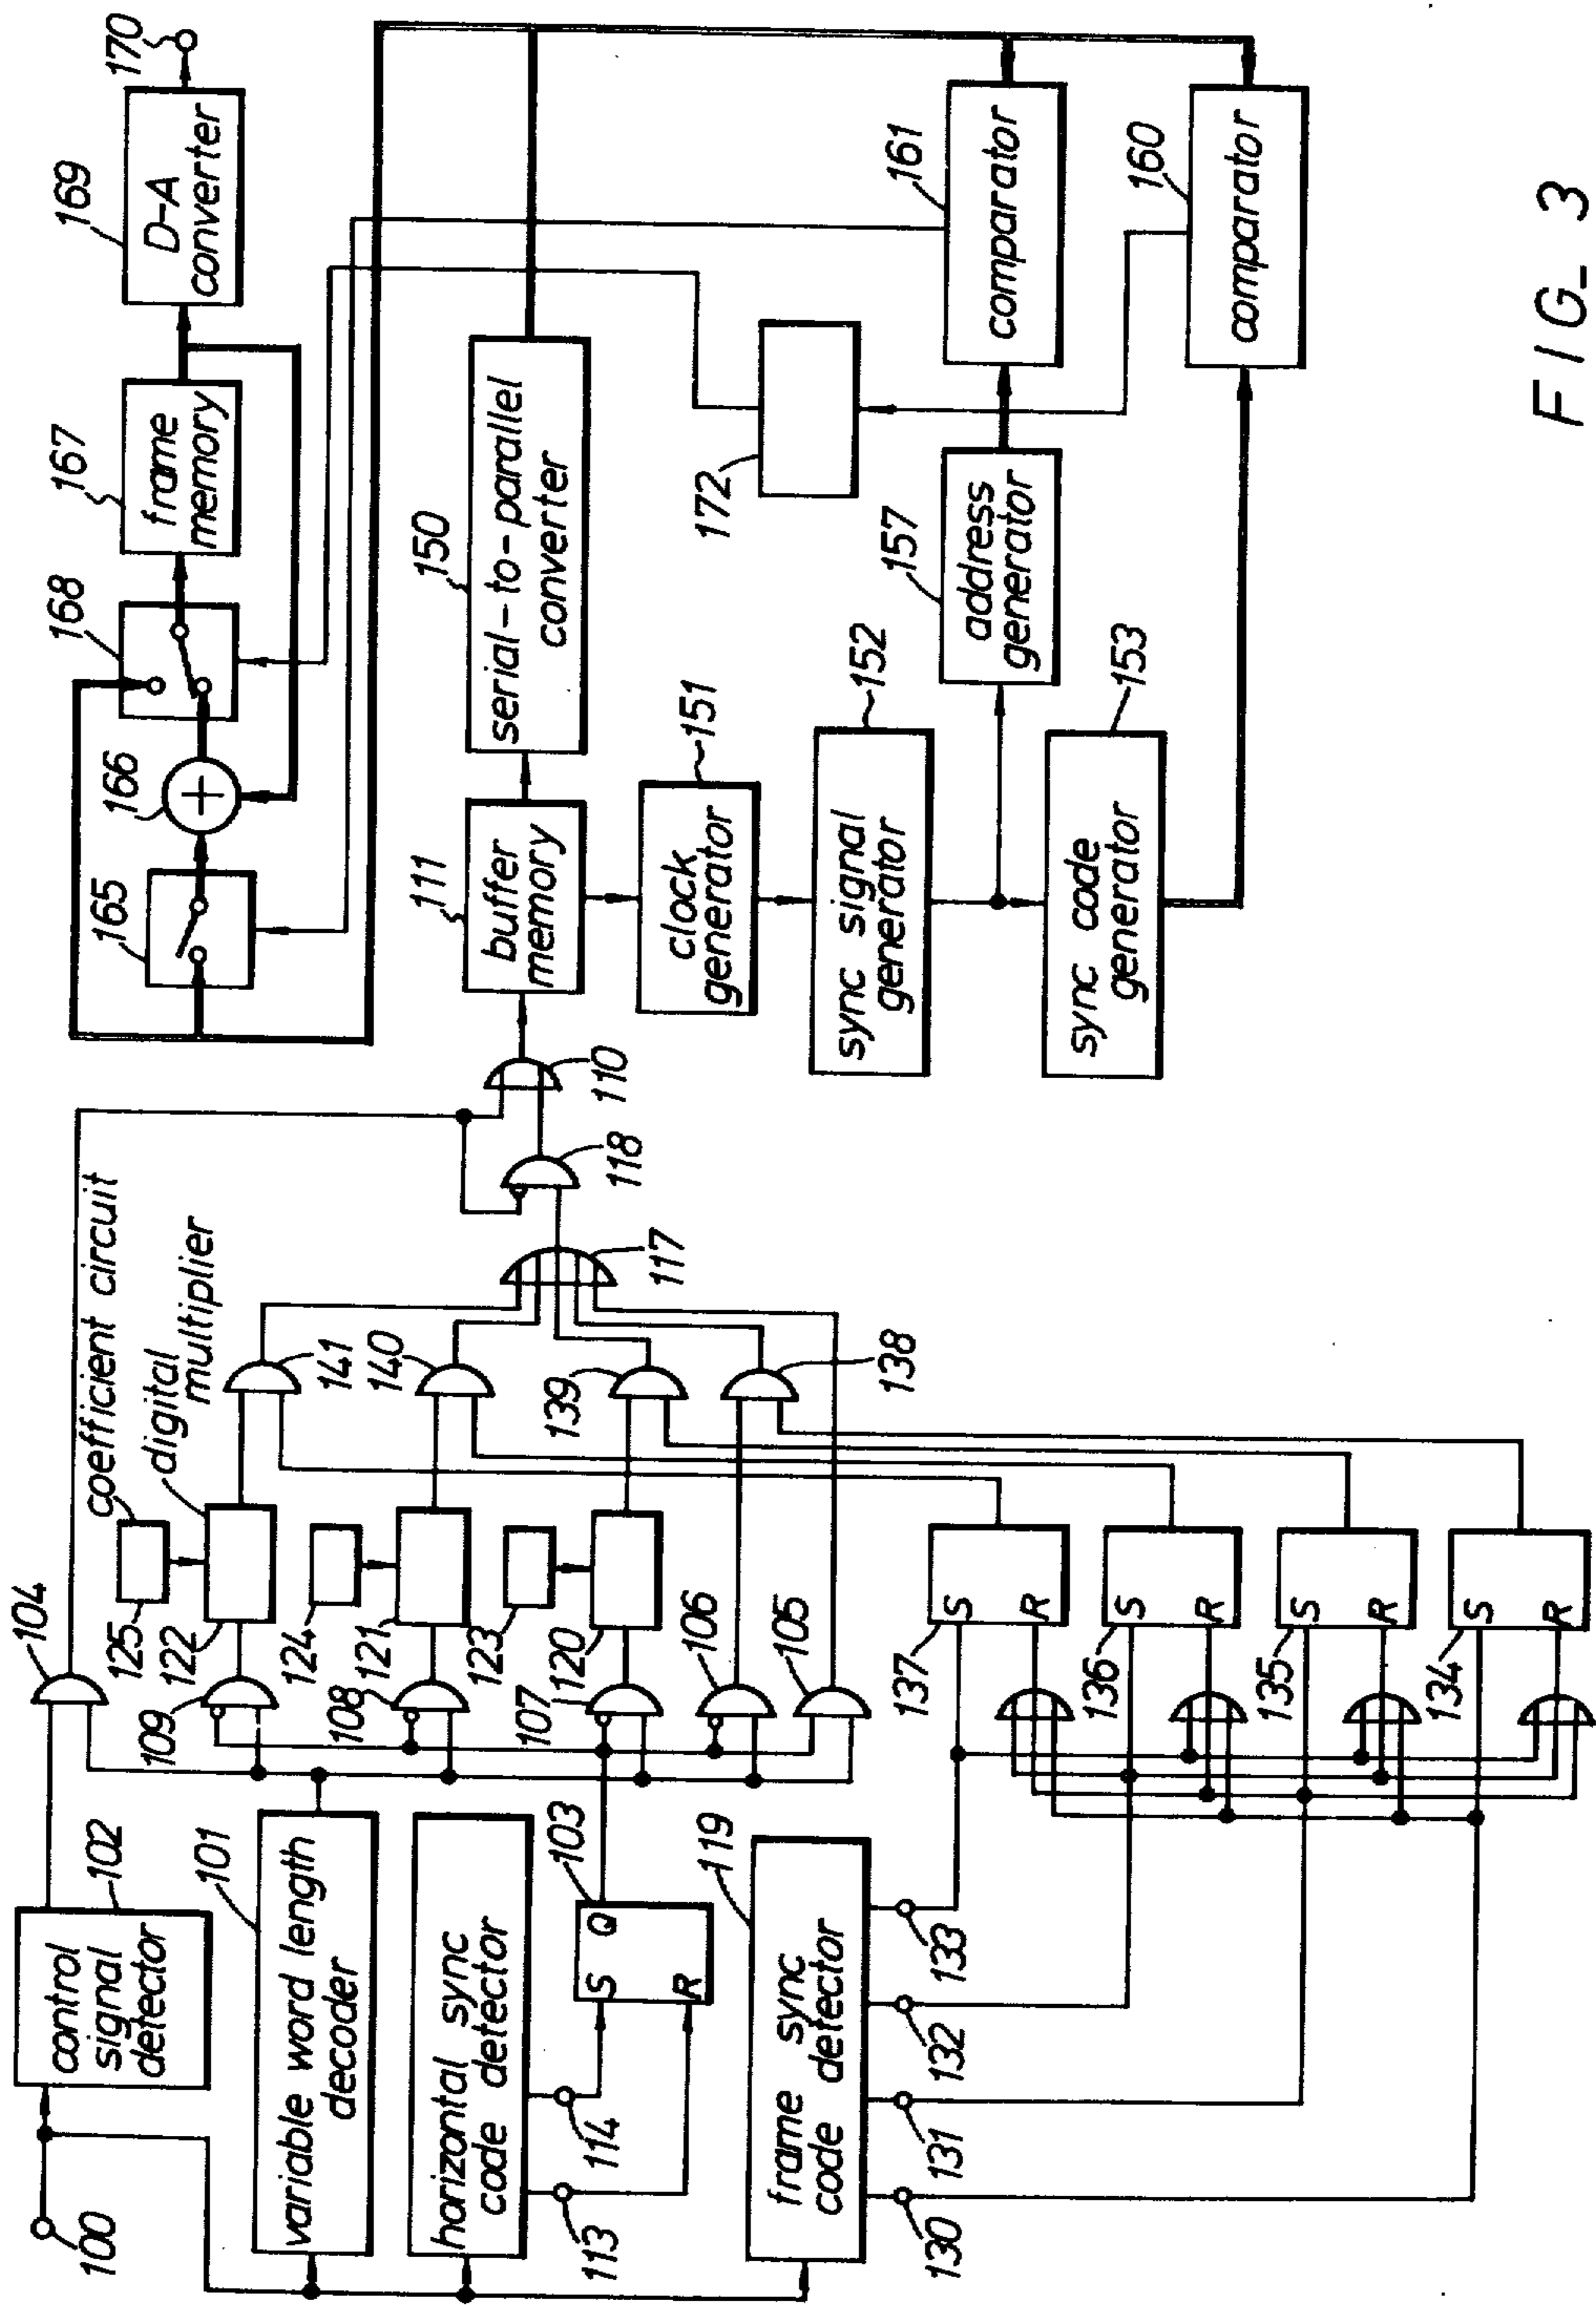 100
control
signal
detector
102
104
coefficient circuit
125
digital
multiplier
122
109
141
variable word length
decoder
101
124
121
108
140
horizontal sync
code detector
113
114
S
Q
R
103
123
120
107
139
106
105
138
117
118
110
frame sync
code detector
119
130
131
132
133
137
S
R
136
S
R
135
S
R
134
S
R
165
166
168
frame
memory
167
D-A
converter
169
170
buffer
memory
111
serial-to-parallel
converter
150
clock
generator
151
sync signal
generator
152
sync code
generator
153
address
generator
157
172
comparator
161
comparator
160
FIG_ 3